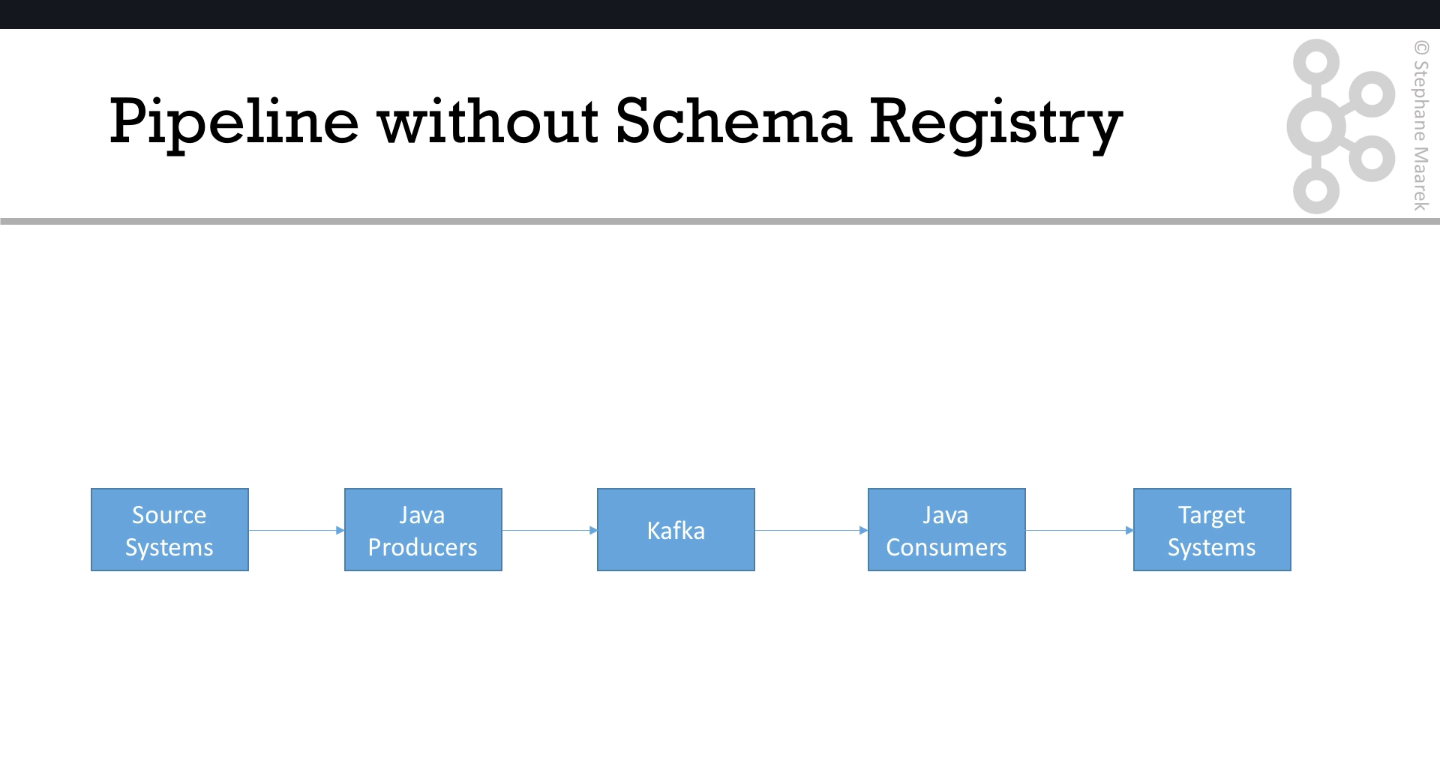 Pipeline without Schema Registry
© Stephane Maarek
Source
Systems
Java
Producers
Kafka
Java
Consumers
Target
Systems